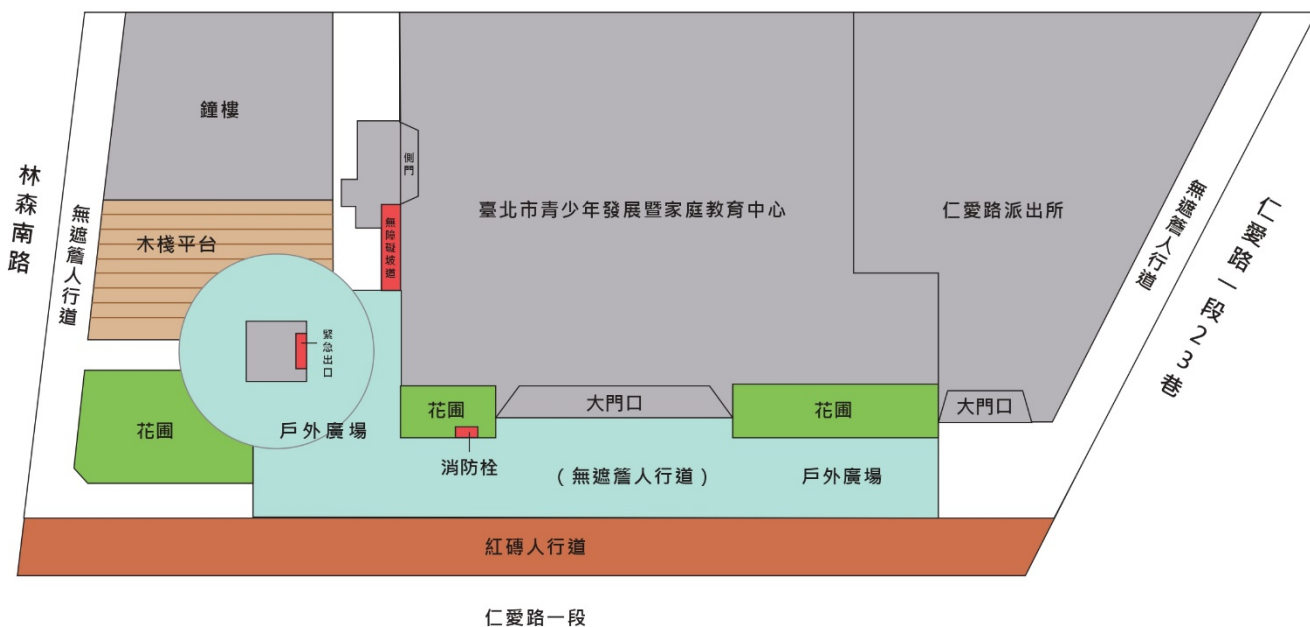 鐘樓
側門
林森南路
無遮簷人行道
木棧平台
無障礙坡道
臺北市青少年發展暨家庭教育中心
仁愛路派出所
無遮簷人行道
仁愛路一段23巷
緊急出口
花圃
戶外廣場
花圃
大門口
花圃
大門口
消防栓
(無遮簷人行道)
戶外廣場
紅磚人行道
仁愛路一段